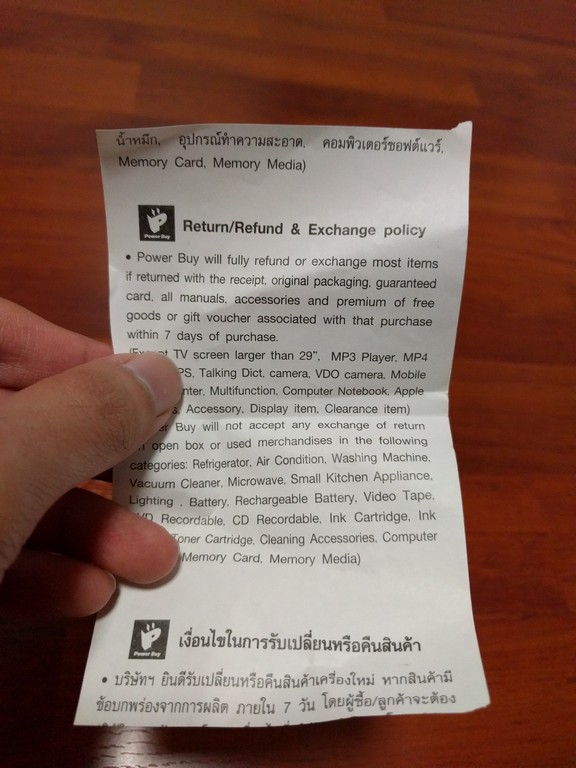 น้ำหมึก, อุปกรณ์ทำความสะอาด, คอมพิวเตอร์ซอฟต์แวร์,
Memory Card, Memory Media)
Power Buy
Return/Refund & Exchange policy
• Power Buy will fully refund or exchange most items
if returned with the receipt, original packaging, guaranteed
card, all manuals, accessories and premium of free
goods or gift voucher associated with that purchase
within 7 days of purchase.
TV screen larger than 29", MP3 Player, MP4
Talking Dict, camera, VDO camera, Mobile
Multifunction, Computer Notebook, Apple
Accessory, Display item, Clearance item)
Buy will not accept any exchange of return
open box or used merchandises in the following
categories: Refrigerator, Air Condition, Washing Machine,
Vacuum Cleaner, Microwave, Small Kitchen Appliance,
Lighting , Battery, Rechargeable Battery, Video Tape,
Recordable, CD Recordable, Ink Cartridge, Ink
Toner Cartridge, Cleaning Accessories, Computer
Memory Card, Memory Media)
Power Buy
เงื่อนไขในการรับเปลี่ยนหรือคืนสินค้า
• บริษัทฯ ยินดีรับเปลี่ยนหรือคืนสินค้าเครื่องใหม่ หากสินค้ามี
ข้อบกพร่องจากการผลิต ภายใน 7 วัน โดยผู้ซื้อ/ลูกค้าจะต้อง